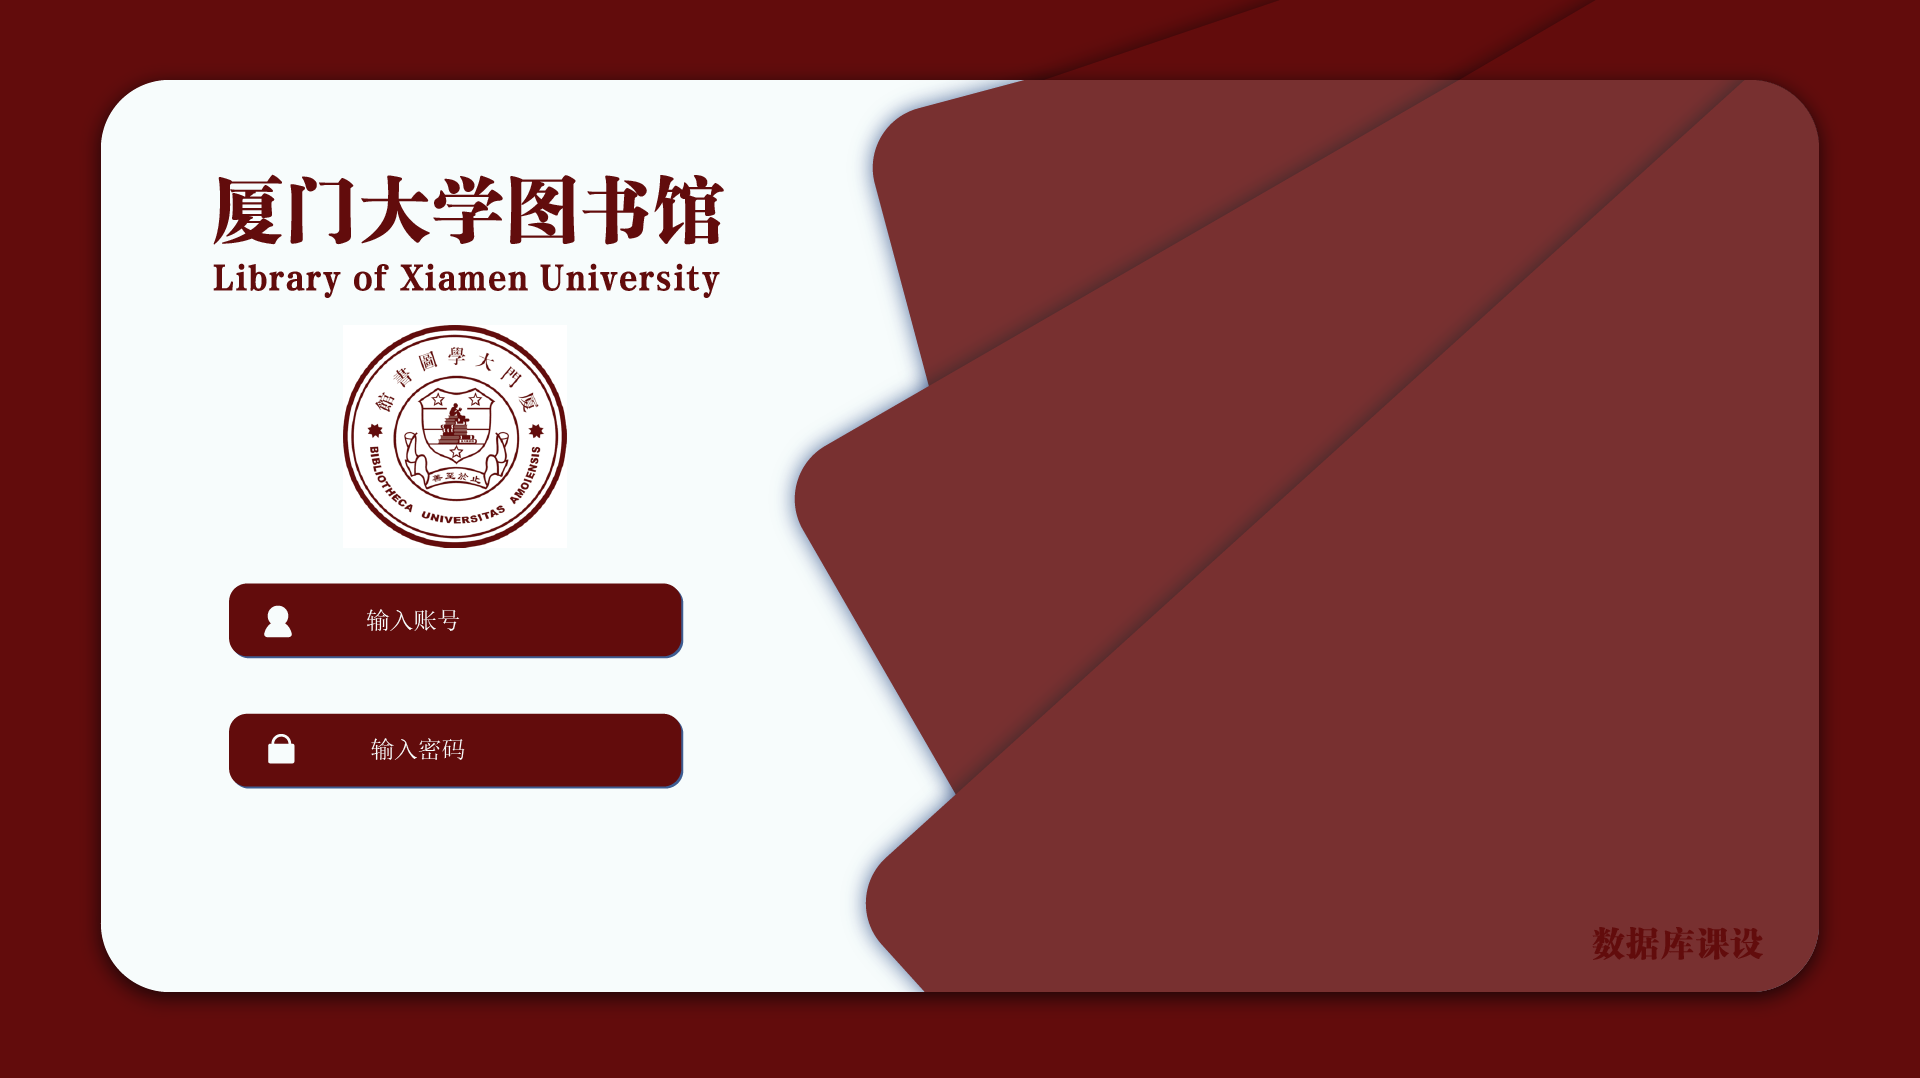 厦门大学图书馆
Library of Xiamen University
館書圖學大門廈
善至於止
BIBLIOTHECA UNIVERSITAS AMOIENSIS
输入账号
输入密码
数据库课设